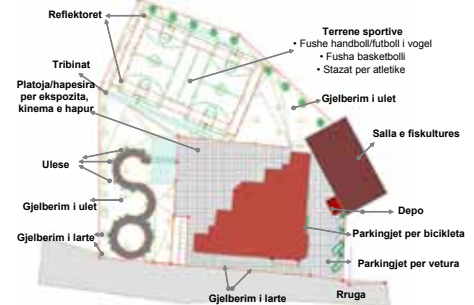 Reflektoret
Terrene sportive
• Fushe handboll/futboll i vogel
• Fusha basketbolli
• Stazat per atletike
Tribinat
Platoja/hapesira
per ekspozita,
kinema e hapur
Gjelberim i ulet
Salla e fiskultures
Ulese
Gjelberim i ulet
Depo
Gjelberim i larte
Parkingjet per bicikleta
Parkingjet per vetura
Gjelberim i larte
Rruga